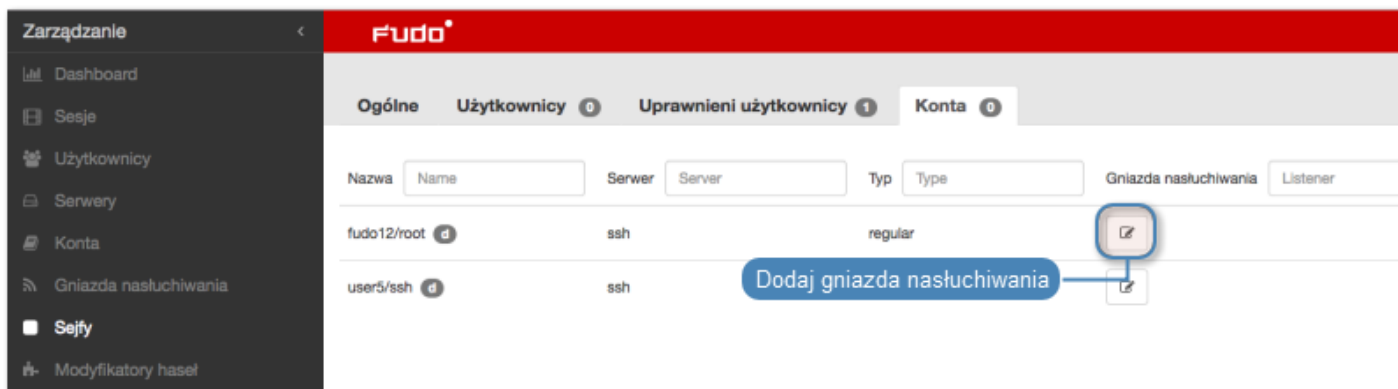 Zarządzanie
Fudo
Dashboard
Sesje
Użytkownicy
Serwery
Konta
Gniazda nasłuchiwania
Sejfy
Modyfikatory haseł
Ogólne Użytkownicy 0 Uprawnieni użytkownicy 1 Konta 0
Nazwa Name Serwer Server Typ Type Gniazda nasłuchiwania Listener
fudo12/root d ssh regular
Dodaj gniazda nasłuchiwania
user5/ssh d ssh